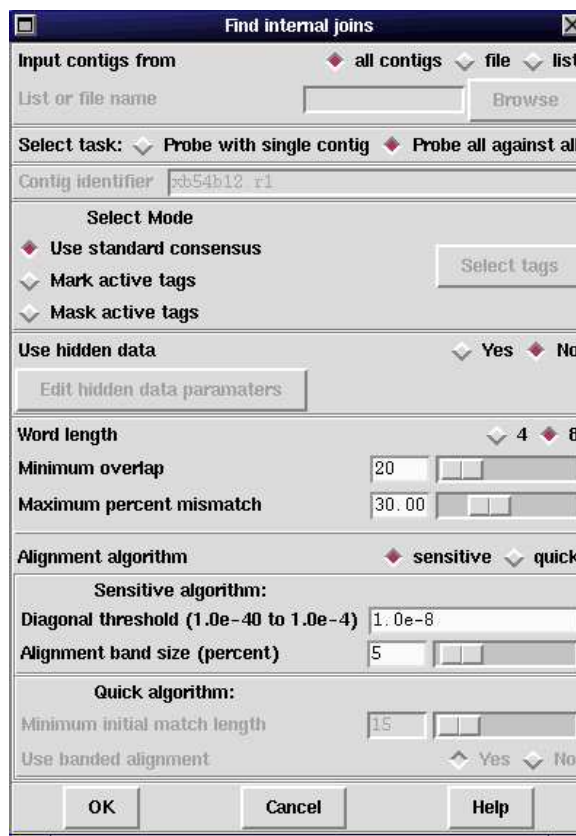 Find internal joins
Input contigs from all contigs file list
List or file name Browse
Select task: Probe with single contig Probe all against all
Contig identifier xb54b12.r1
Select Mode
Use standard consensus
Select tags
Mark active tags
Mask active tags
Use hidden data Yes No
Edit hidden data paramaters
Word length 4 8
Minimum overlap 20
Maximum percent mismatch 30.00
Alignment algorithm sensitive quick
Sensitive algorithm:
Diagonal threshold (1.0e-40 to 1.0e-4) 1.0e-8
Alignment band size (percent) 5
Quick algorithm:
Minimum initial match length 15
Use banded alignment Yes No
OK Cancel Help